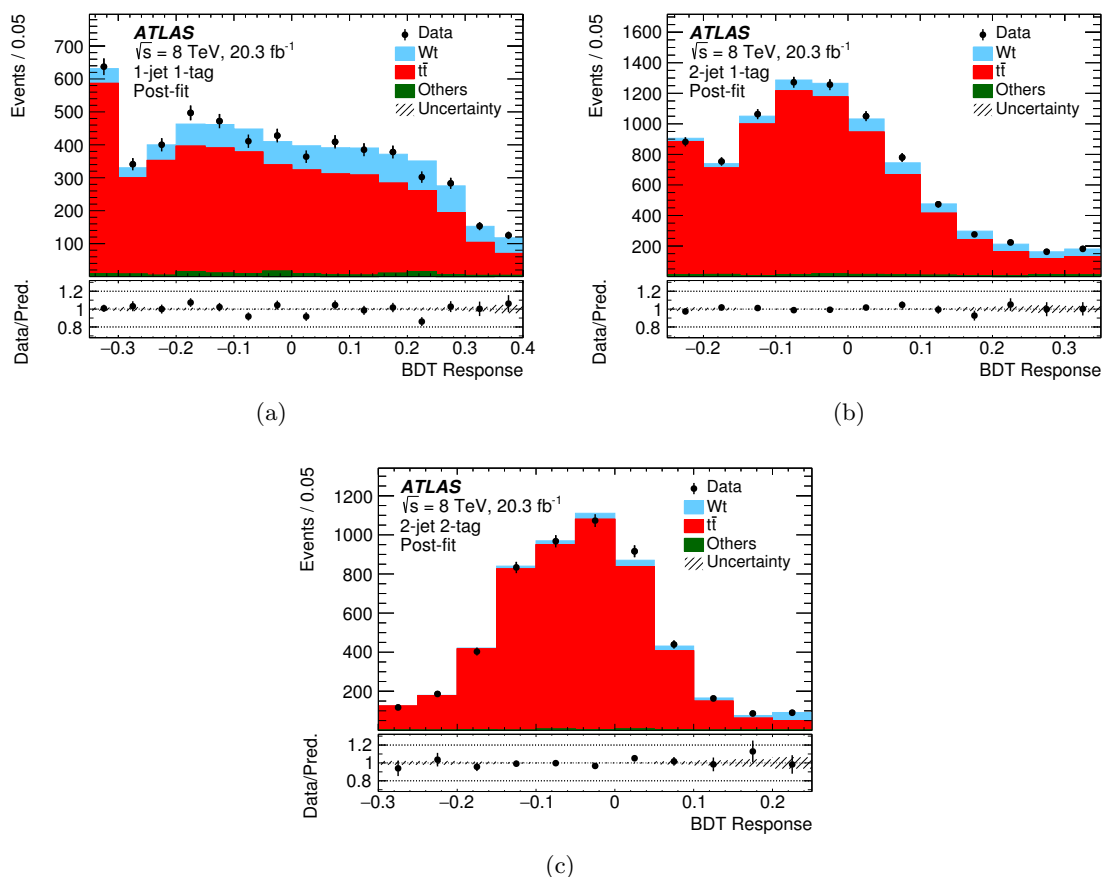 ATLAS
√s = 8 TeV, 20.3 fb⁻¹
1-jet 1-tag
Post-fit
Data
Wt
tt̄
Others
Uncertainty
Events / 0.05
700
600
500
400
300
200
100
Data/Pred.
1.2
1
0.8
−0.3 −0.2 −0.1 0 0.1 0.2 0.3 0.4
BDT Response
(a)
ATLAS
√s = 8 TeV, 20.3 fb⁻¹
2-jet 1-tag
Post-fit
Data
Wt
tt̄
Others
Uncertainty
Events / 0.05
1600
1400
1200
1000
800
600
400
200
Data/Pred.
1.2
1
0.8
−0.2 −0.1 0 0.1 0.2 0.3
BDT Response
(b)
ATLAS
√s = 8 TeV, 20.3 fb⁻¹
2-jet 2-tag
Post-fit
Data
Wt
tt̄
Others
Uncertainty
Events / 0.05
1200
1000
800
600
400
200
Data/Pred.
1.2
1
0.8
−0.3 −0.2 −0.1 0 0.1 0.2
BDT Response
(c)